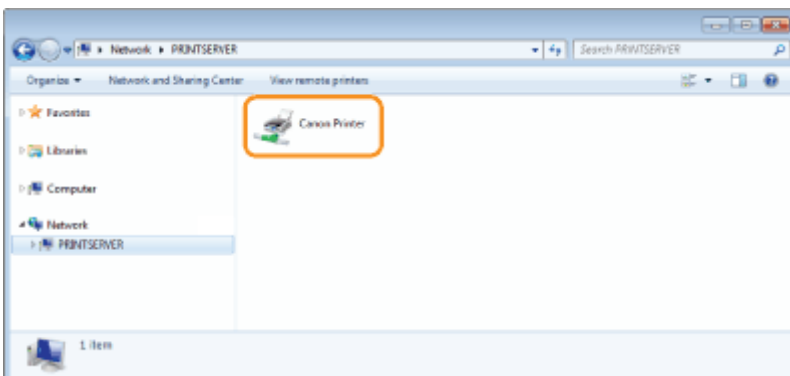 Network ▸ PRINTSERVER
Search PRINTSERVER
Organize Network and Sharing Center View remote printers
Favorites
Canon Printer
Libraries
Computer
Network
PRINTSERVER
1 item